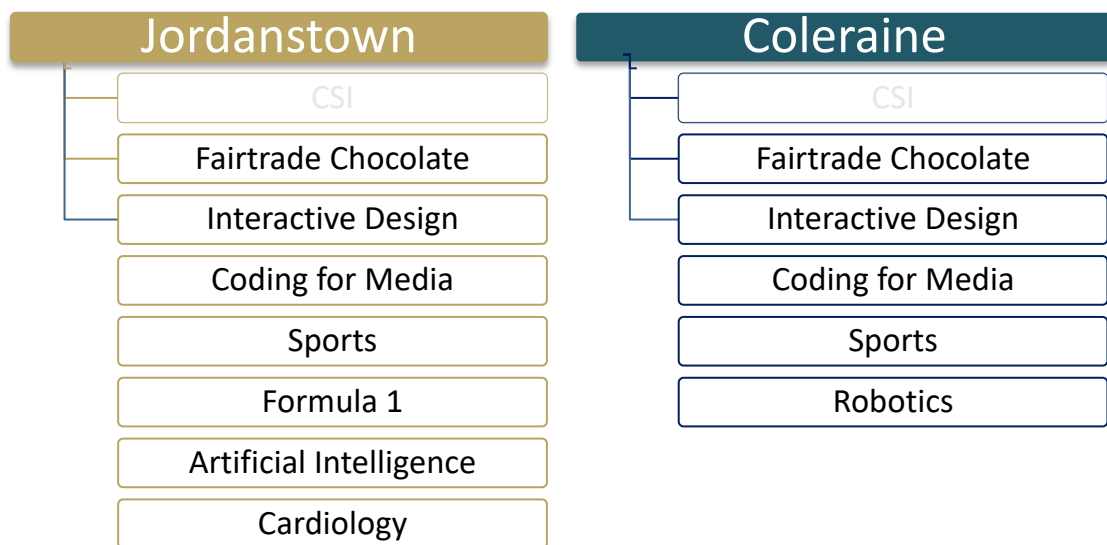 Jordanstown
CSI
Fairtrade Chocolate
Interactive Design
Coding for Media
Sports
Formula 1
Artificial Intelligence
Cardiology
Coleraine
CSI
Fairtrade Chocolate
Interactive Design
Coding for Media
Sports
Robotics